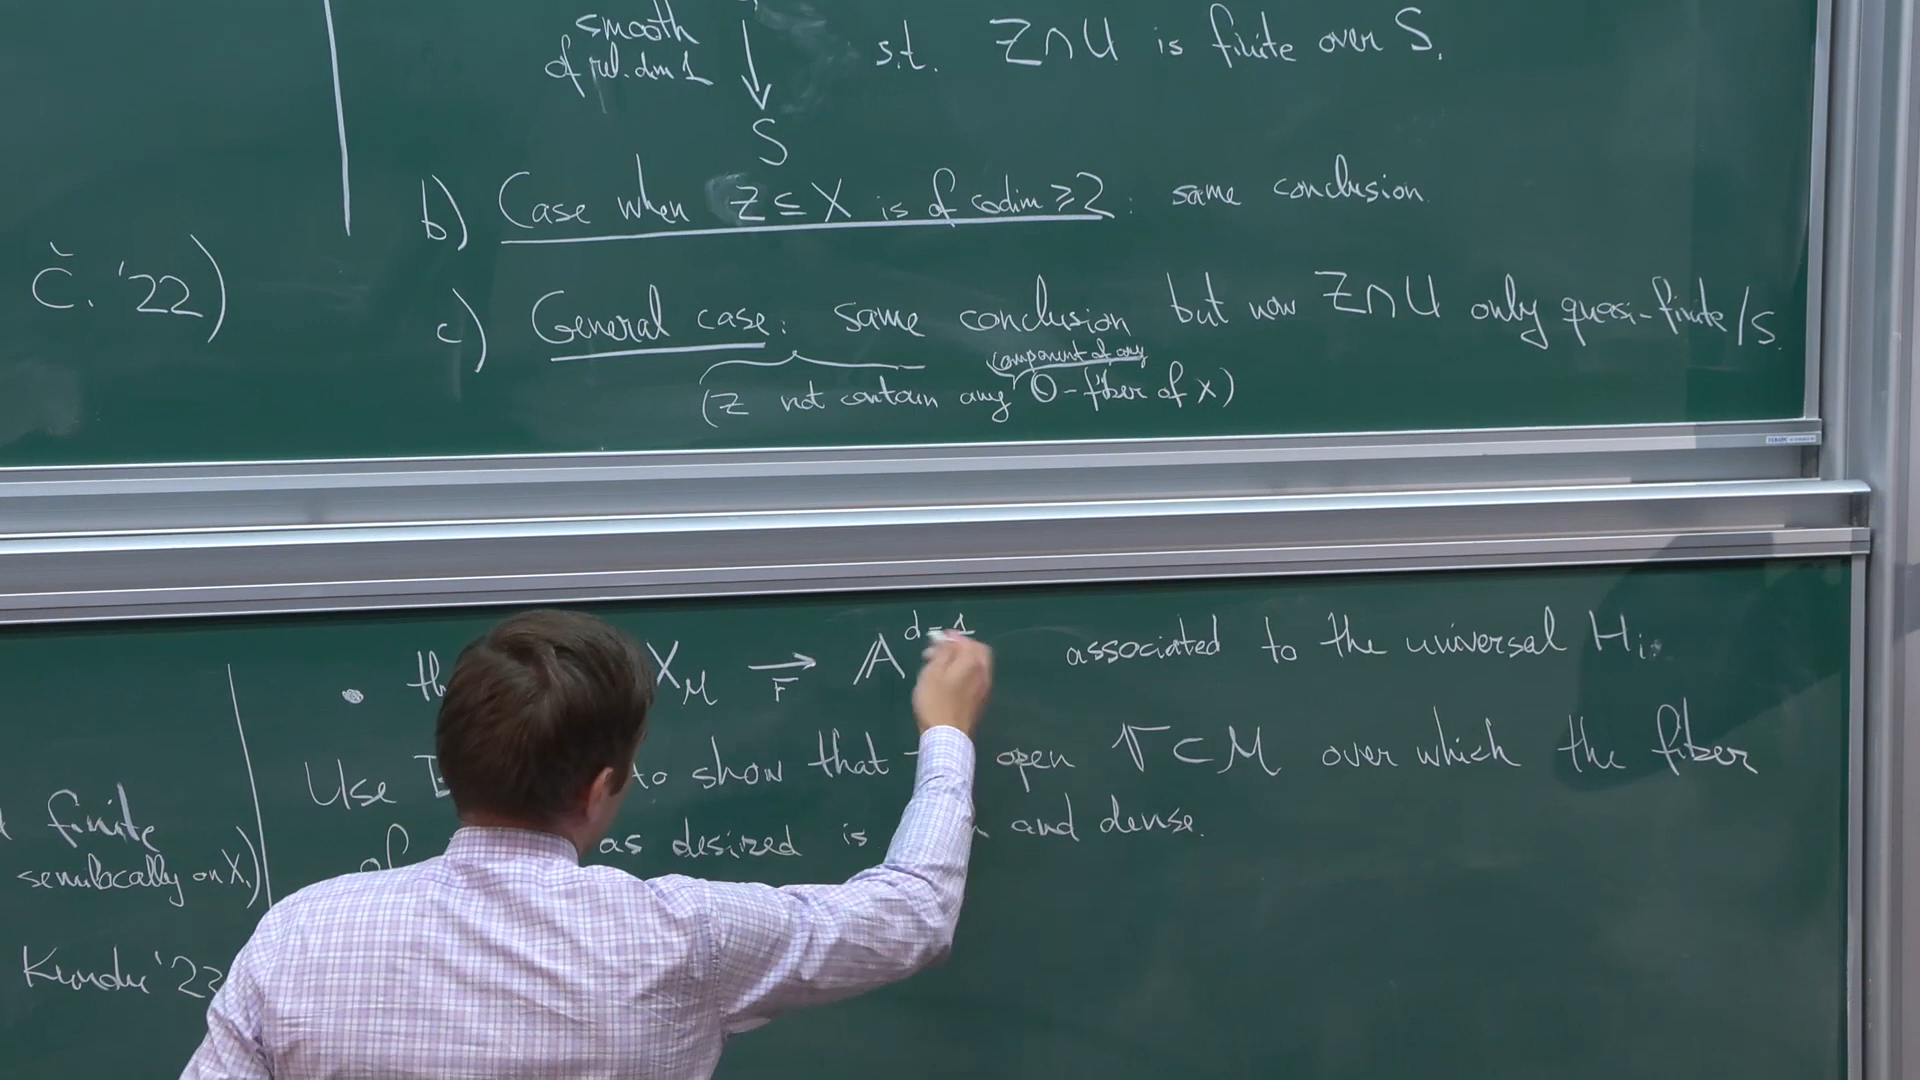 smooth
of rel. dim 1
s.t. Z∩U is finite over S.
S
b) Case when Z ⊆ X is of codim ≥ 2: same conclusion
Č. '22)
c) General case: same conclusion but now Z∩U only quasi-finite/S.
component of any
(Z not contain any 0-fiber of X)
• th X_M → A^{d-1} associated to the universal H_i.
F
Use to show that open V ⊂ M over which the fiber
of as desired is and dense.
finite
semilocally on X,)
Kundu '23